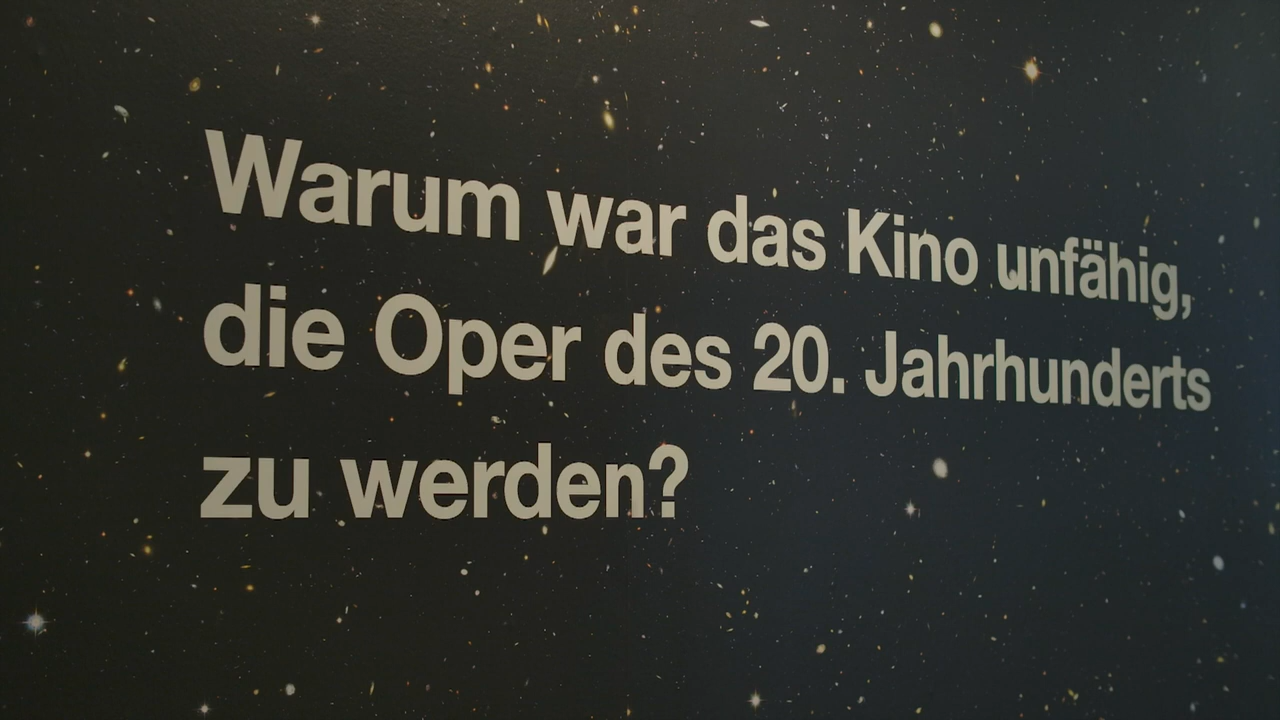 Warum war das Kino unfähig,
die Oper des 20. Jahrhunderts
zu werden?